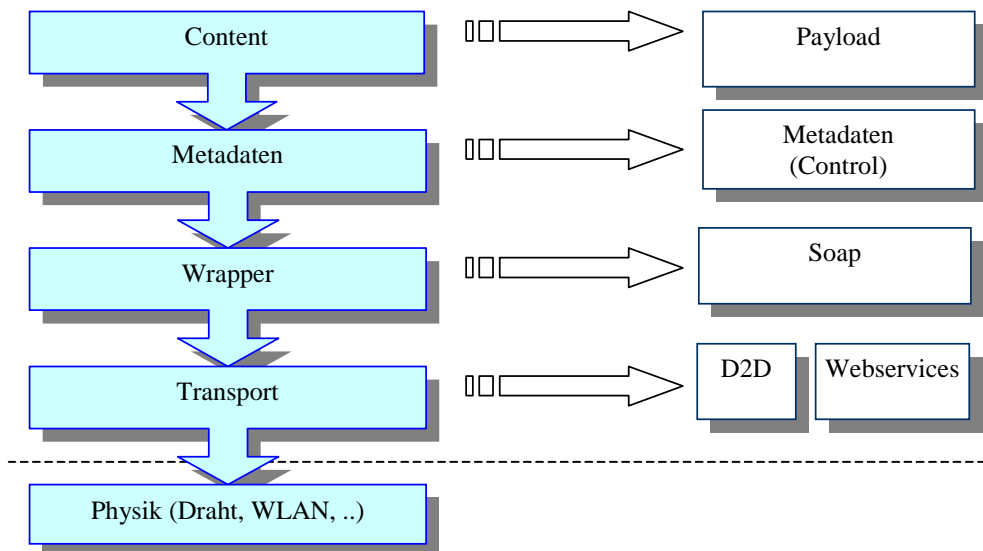 Content
Payload
Metadaten
Metadaten
(Control)
Wrapper
Soap
Transport
D2D
Webservices
Physik (Draht, WLAN, ..)